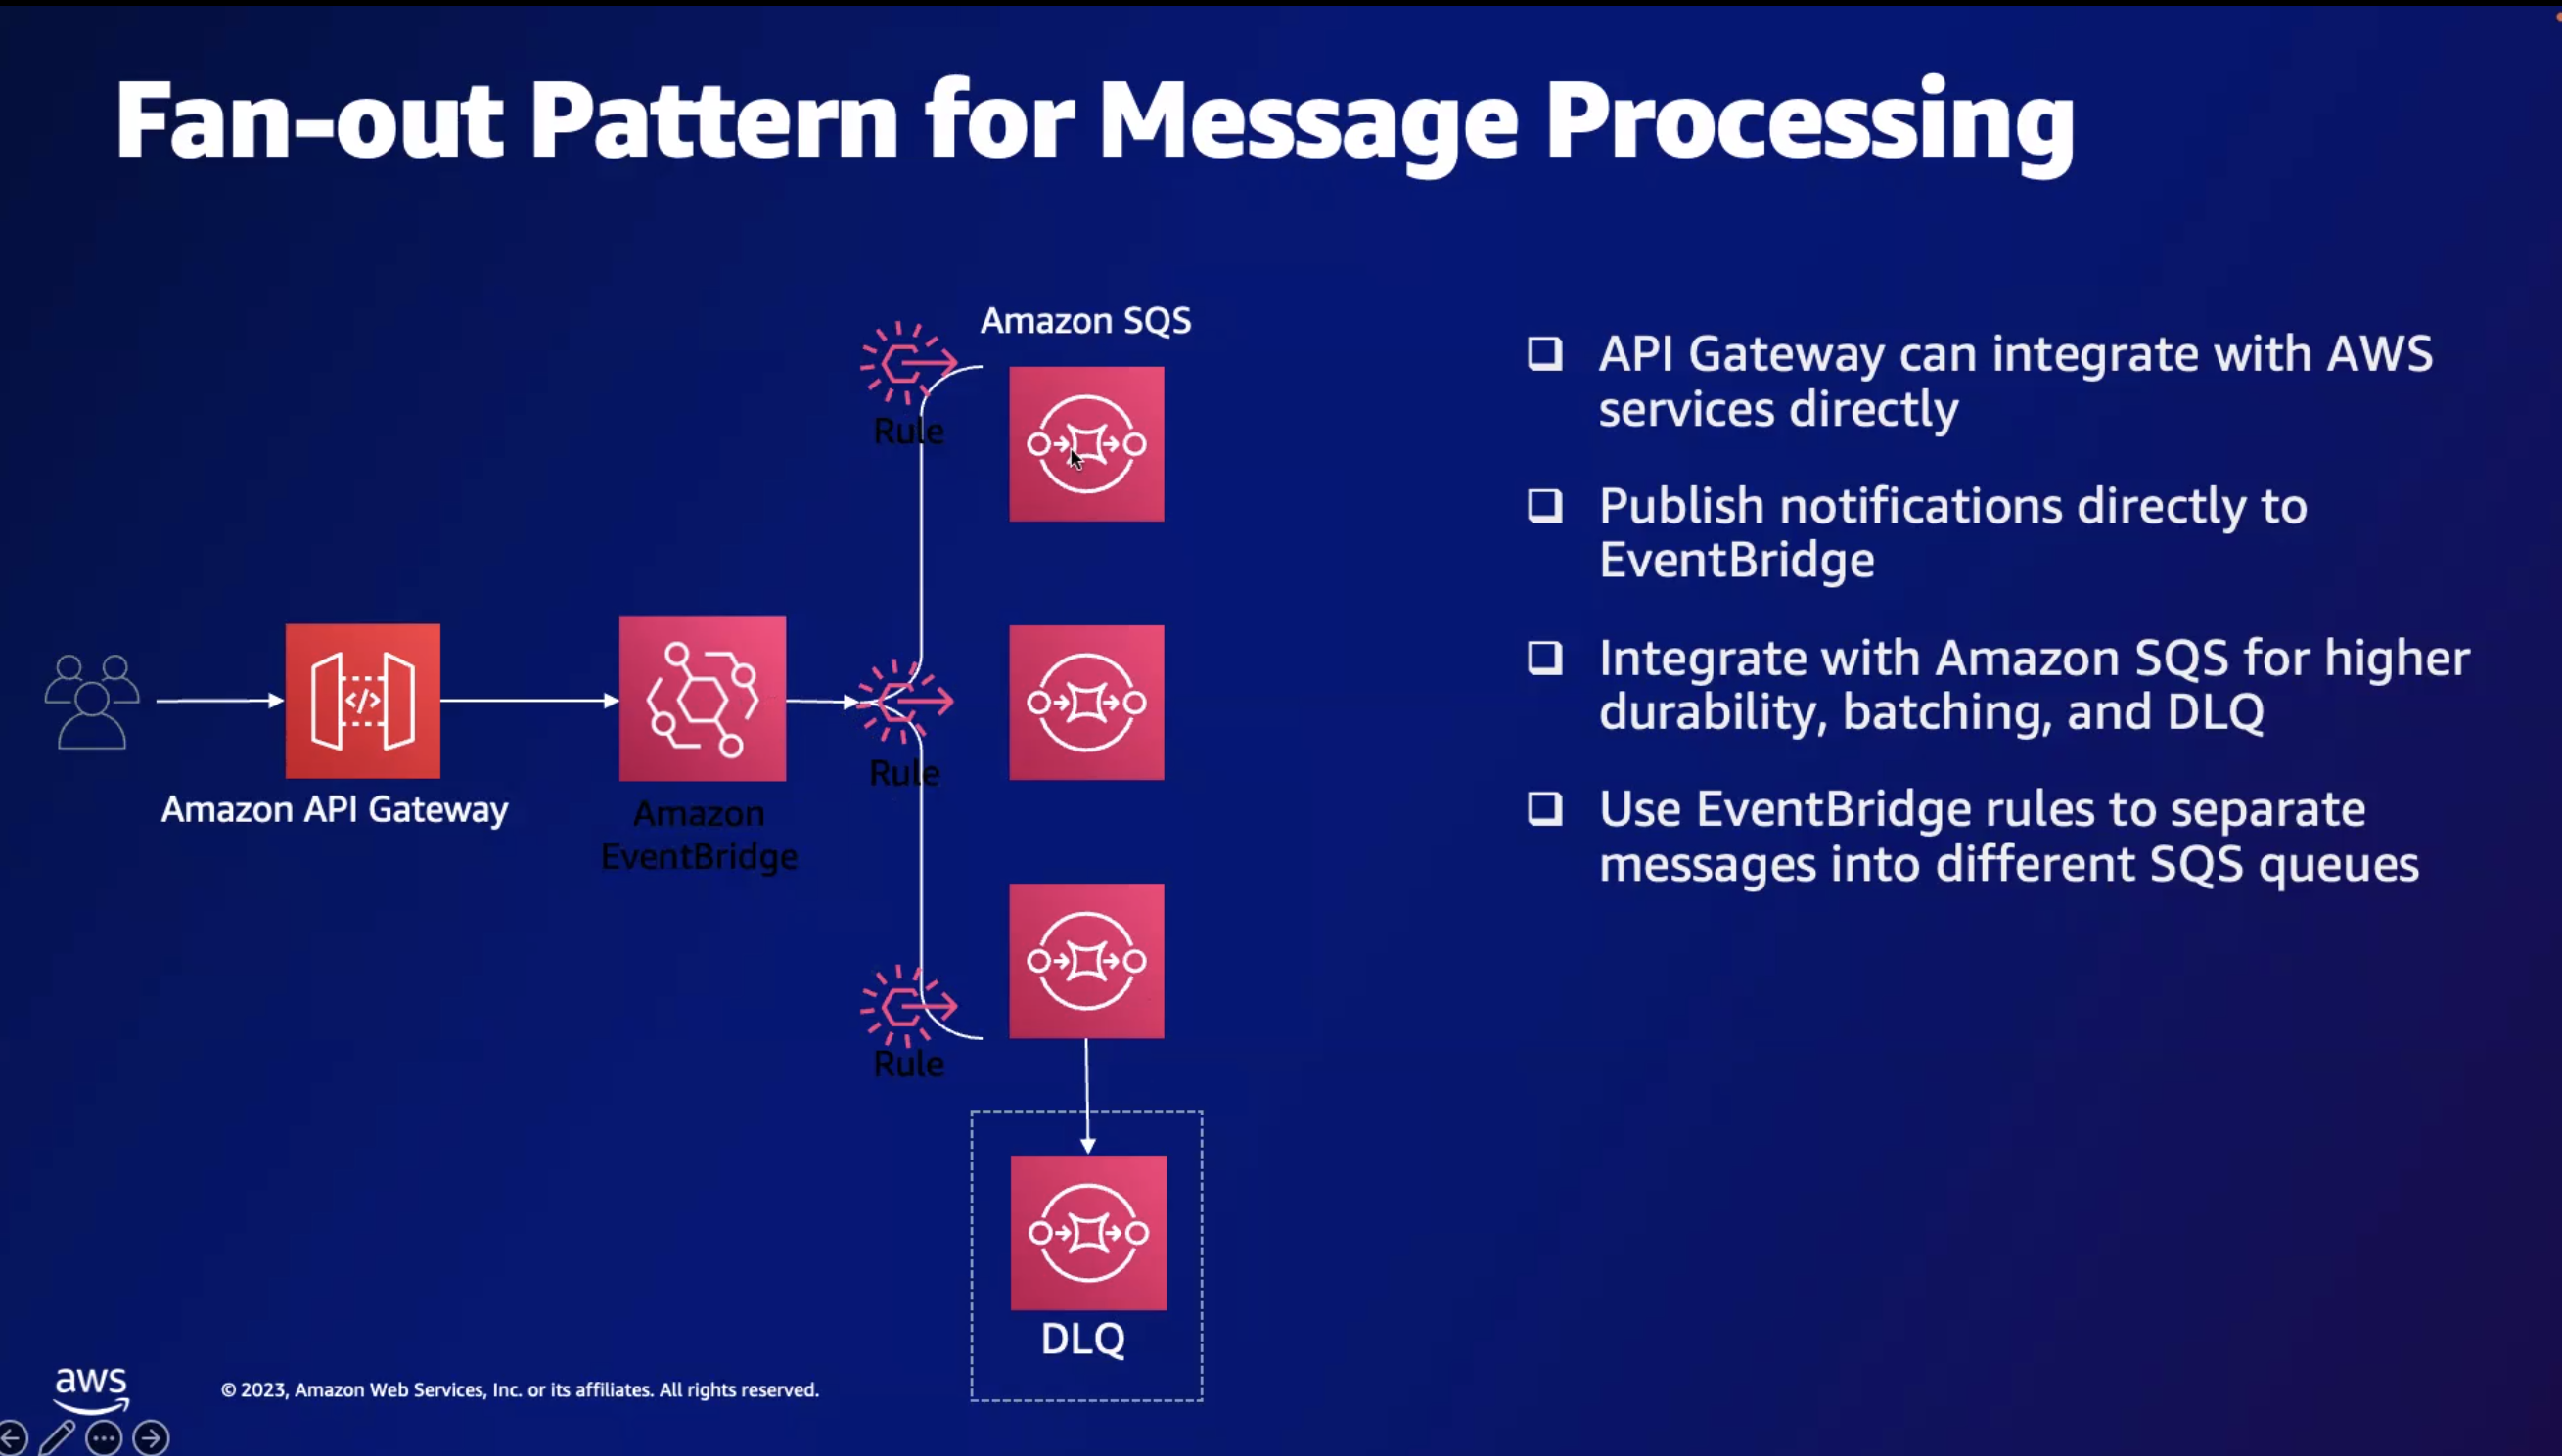 Fan-out Pattern for Message Processing
Amazon SQS
Rule
Rule
Rule
Amazon API Gateway
Amazon
EventBridge
</>
DLQ
API Gateway can integrate with AWS
services directly
Publish notifications directly to
EventBridge
Integrate with Amazon SQS for higher
durability, batching, and DLQ
Use EventBridge rules to separate
messages into different SQS queues
aws
© 2023, Amazon Web Services, Inc. or its affiliates. All rights reserved.